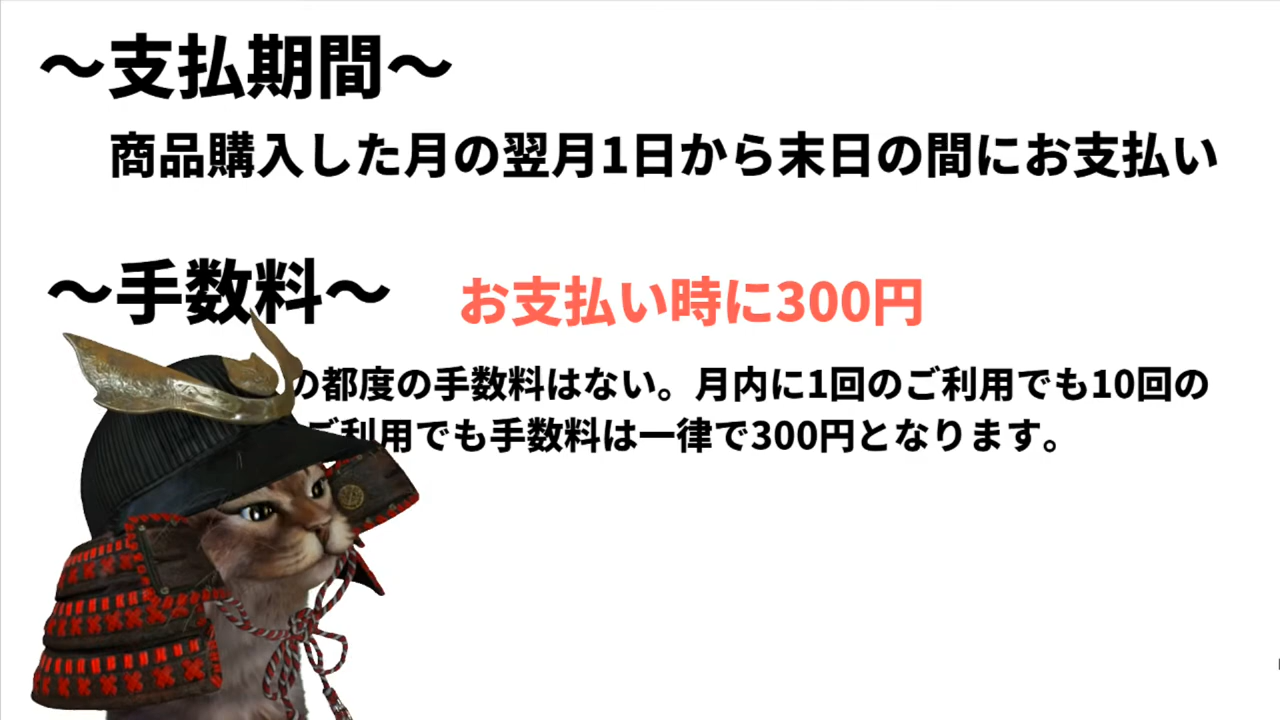 ～支払期間～
商品購入した月の翌月1日から末日の間にお支払い
～手数料～
お支払い時に300円
の都度の手数料はない。月内に1回のご利用でも10回の
ご利用でも手数料は一律で300円となります。